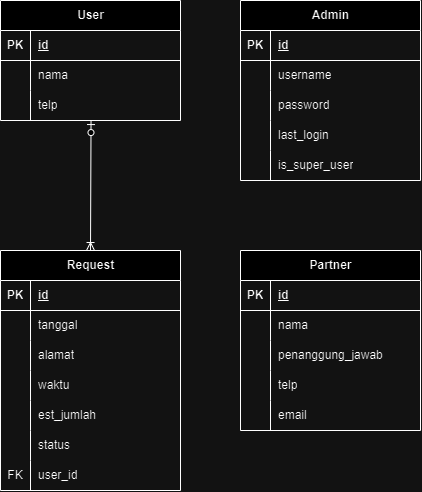 User
PK id
nama
telp
Admin
PK id
username
password
last_login
is_super_user
Request
PK id
tanggal
alamat
waktu
est_jumlah
status
FK user_id
Partner
PK id
nama
penanggung_jawab
telp
email